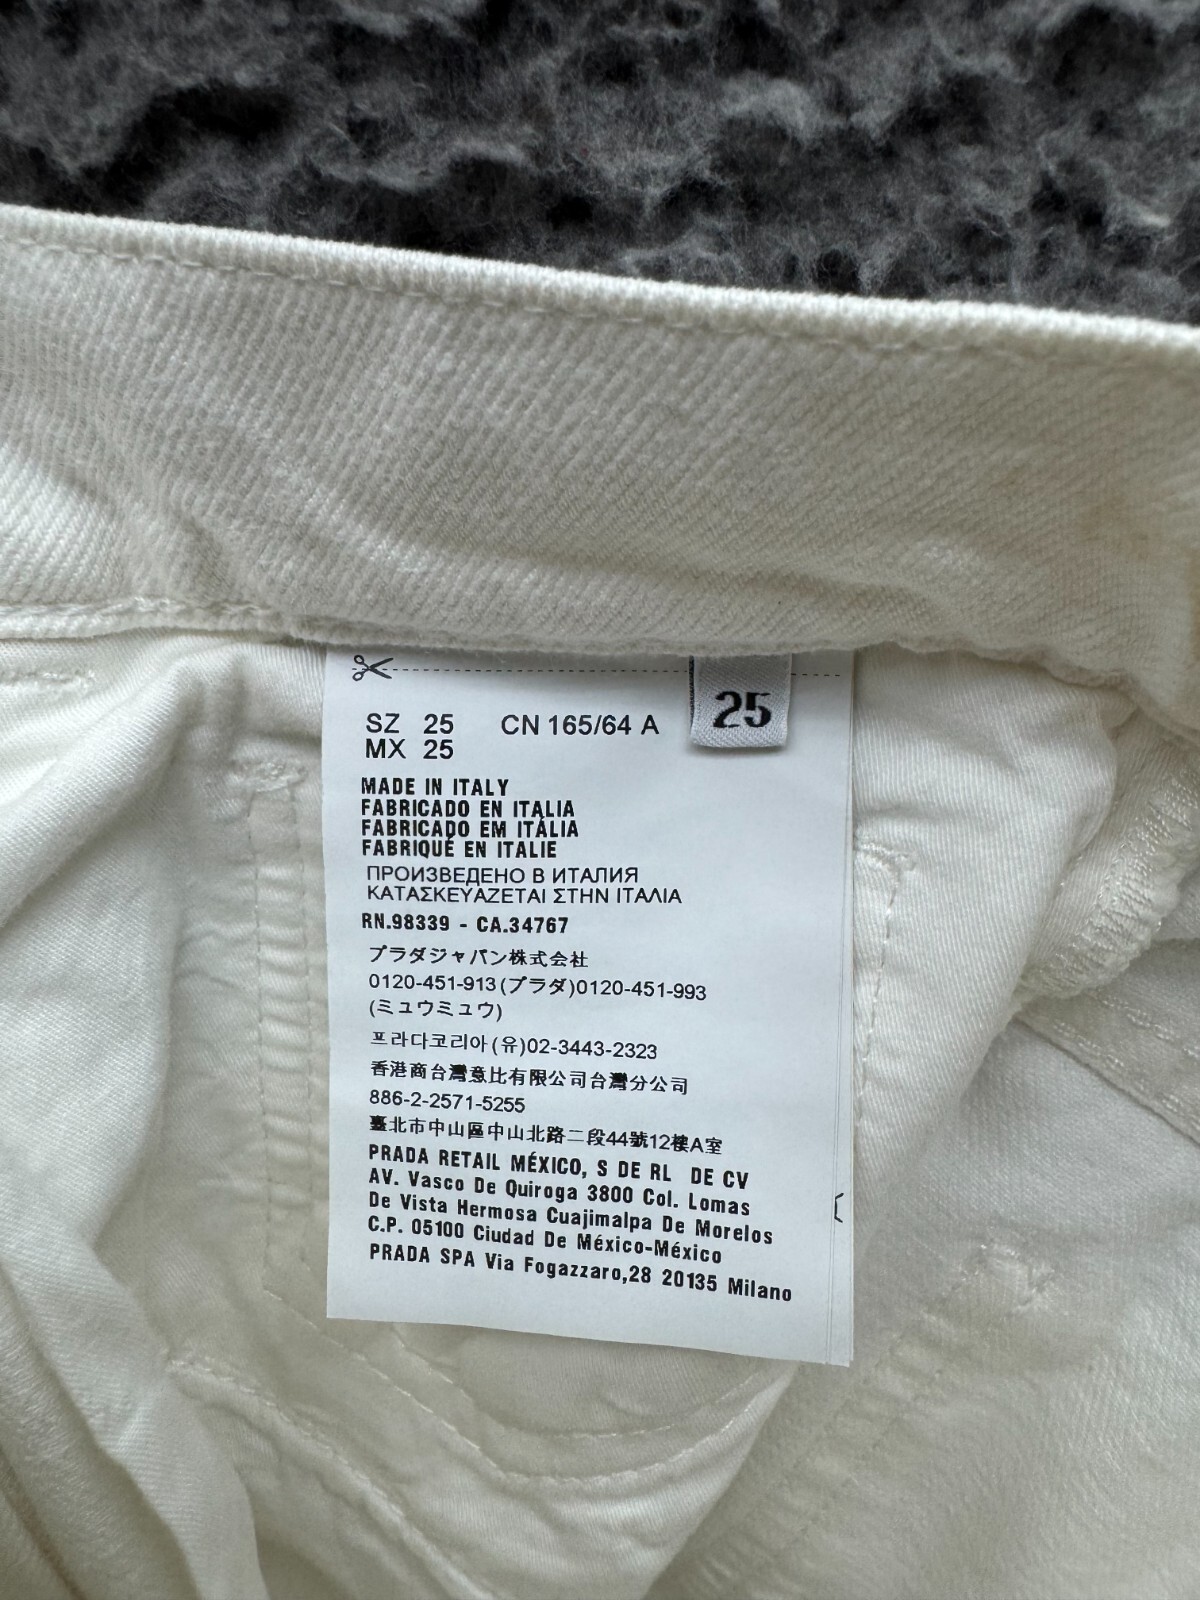 SZ 25 CN 165/64 A
MX 25
25
MADE IN ITALY
FABRICADO EN ITALIA
FABRICADO EM ITÁLIA
FABRIQUÉ EN ITALIE
ПРОИЗВЕДЕНО В ИТАЛИЯ
ΚΑΤΑΣΚΕΥΑΖΕΤΑΙ ΣΤΗΝ ΙΤΑΛΙΑ
RN.98339 - CA.34767
プラダジャパン株式会社
0120-451-913(プラダ)0120-451-993
(ミュウミュウ)
프라다코리아(유)02-3443-2323
香港商台灣意比有限公司台灣分公司
886-2-2571-5255
臺北市中山區中山北路二段44號12樓A室
PRADA RETAIL MÉXICO, S DE RL DE CV
AV. Vasco De Quiroga 3800 Col. Lomas
De Vista Hermosa Cuajimalpa De Morelos
C.P. 05100 Ciudad De México-México
PRADA SPA Via Fogazzaro,28 20135 Milano